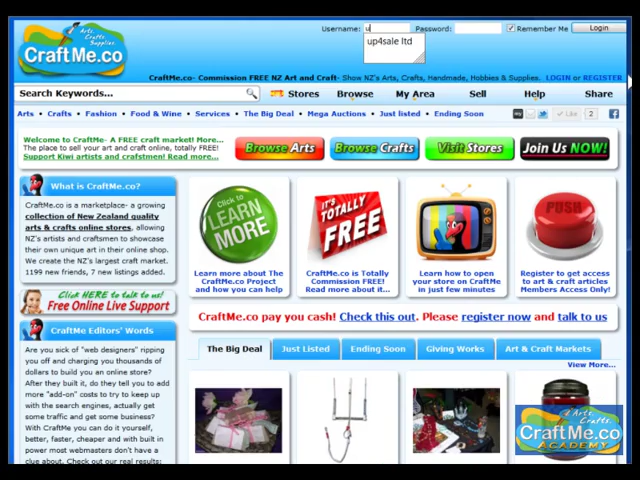 Arts,
Crafts,
Supplies.
CraftMe.co
Username: u
Password:
Remember Me
Login
up4sale ltd
CraftMe.co- Commission FREE NZ Art and Craft- Show NZ's Arts, Crafts, Handmade, Hobbies & Supplies. LOGIN or REGISTER
Search Keywords...
Stores Browse My Area Sell Help Share
Arts • Crafts • Fashion • Food & Wine • Services • The Big Deal • Mega Auctions • Just listed • Ending Soon
my
Like 2
f
Welcome to CraftMe- A FREE craft market! More...
The place to sell your art and craft online, totally FREE!
Support Kiwi artists and crafstmen! Read more...
Browse Arts
Browse Crafts
Visit Stores
Join Us NOW!
What is CraftMe.co?
CraftMe.co is a marketplace- a growing
collection of New Zealand quality
arts & crafts online stores, allowing
NZ's artists and craftsmen to showcase
their own unique art in their online shop.
We create the NZ's largest craft market.
1199 new friends, 7 new listings added.
Click to
LEARN
MORE
Learn more about The
CraftMe.co Project
and how you can help
IT'S
TOTALLY
FREE
CraftMe.co is Totally
Commission FREE!
Read more about it...
Learn how to open
your store on CraftMe
in just few minutes
PUSH
Register to get access
to art & craft articles
Members Access Only!
Click HERE to talk to us!
Free Online Live Support
CraftMe.co pay you cash! Check this out. Please register now and talk to us
CraftMe Editors' Words
Are you sick of "web designers" ripping
you off and charging you thousands of
dollars to build you an online store?
After they built it, do they tell you to add
more "add-on" costs to try to keep up
with the search engines, actually get
some traffic and get some business?
With CraftMe you can do it yourself,
better, faster, cheaper and with built in
power most webmasters don't have a
clue about. Check out our real results:
The Big Deal
Just Listed
Ending Soon
Giving Works
Art & Craft Markets
View More...
Arts,
Crafts,
CraftMe.co
ACADEMY